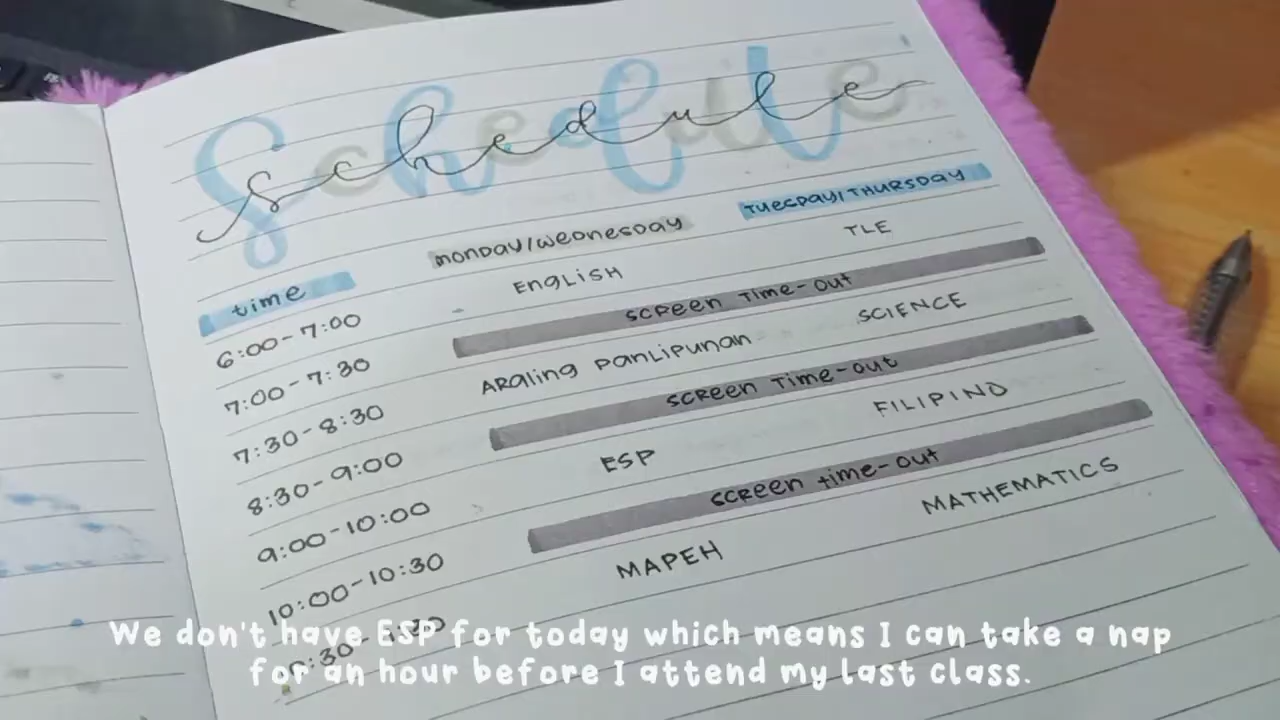 Schedule
time monday/wednesday Tuesday/Thursday
6:00-7:00 English TLE
7:00-7:30 Screen Time-out
7:30-8:30 Araling Panlipunan SCIENCE
8:30-9:00 Screen Time-out
9:00-10:00 ESP FILIPINO
10:00-10:30 Screen time-out
MAPEH MATHEMATICS
We don't have ESP for today which means I can take a nap
for an hour before I attend my last class.